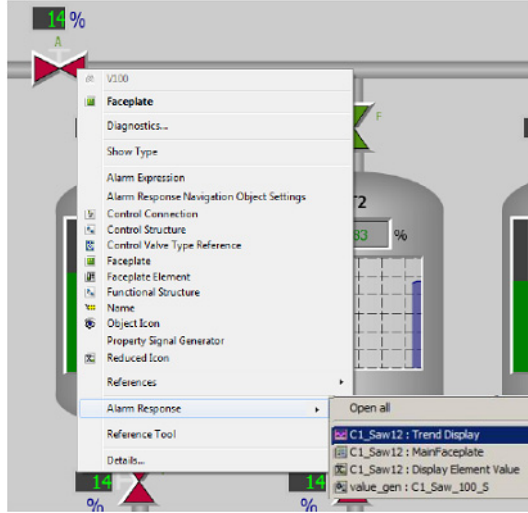 14 %
A
V100
Faceplate
F
Diagnostics...
Show Type
Alarm Expression
Alarm Response Navigation Object Settings
T2
Control Connection
Control Structure
83 %
Control Valve Type Reference
Faceplate
Faceplate Element
Functional Structure
Name
Object Icon
Property Signal Generator
Reduced Icon
References
Alarm Response
Open all
Reference Tool
C1_Saw12 : Trend Display
C1_Saw12 : MainFaceplate
Details...
C1_Saw12 : Display Element Value
14
14
value_gen : C1_Saw_100_S
%
%